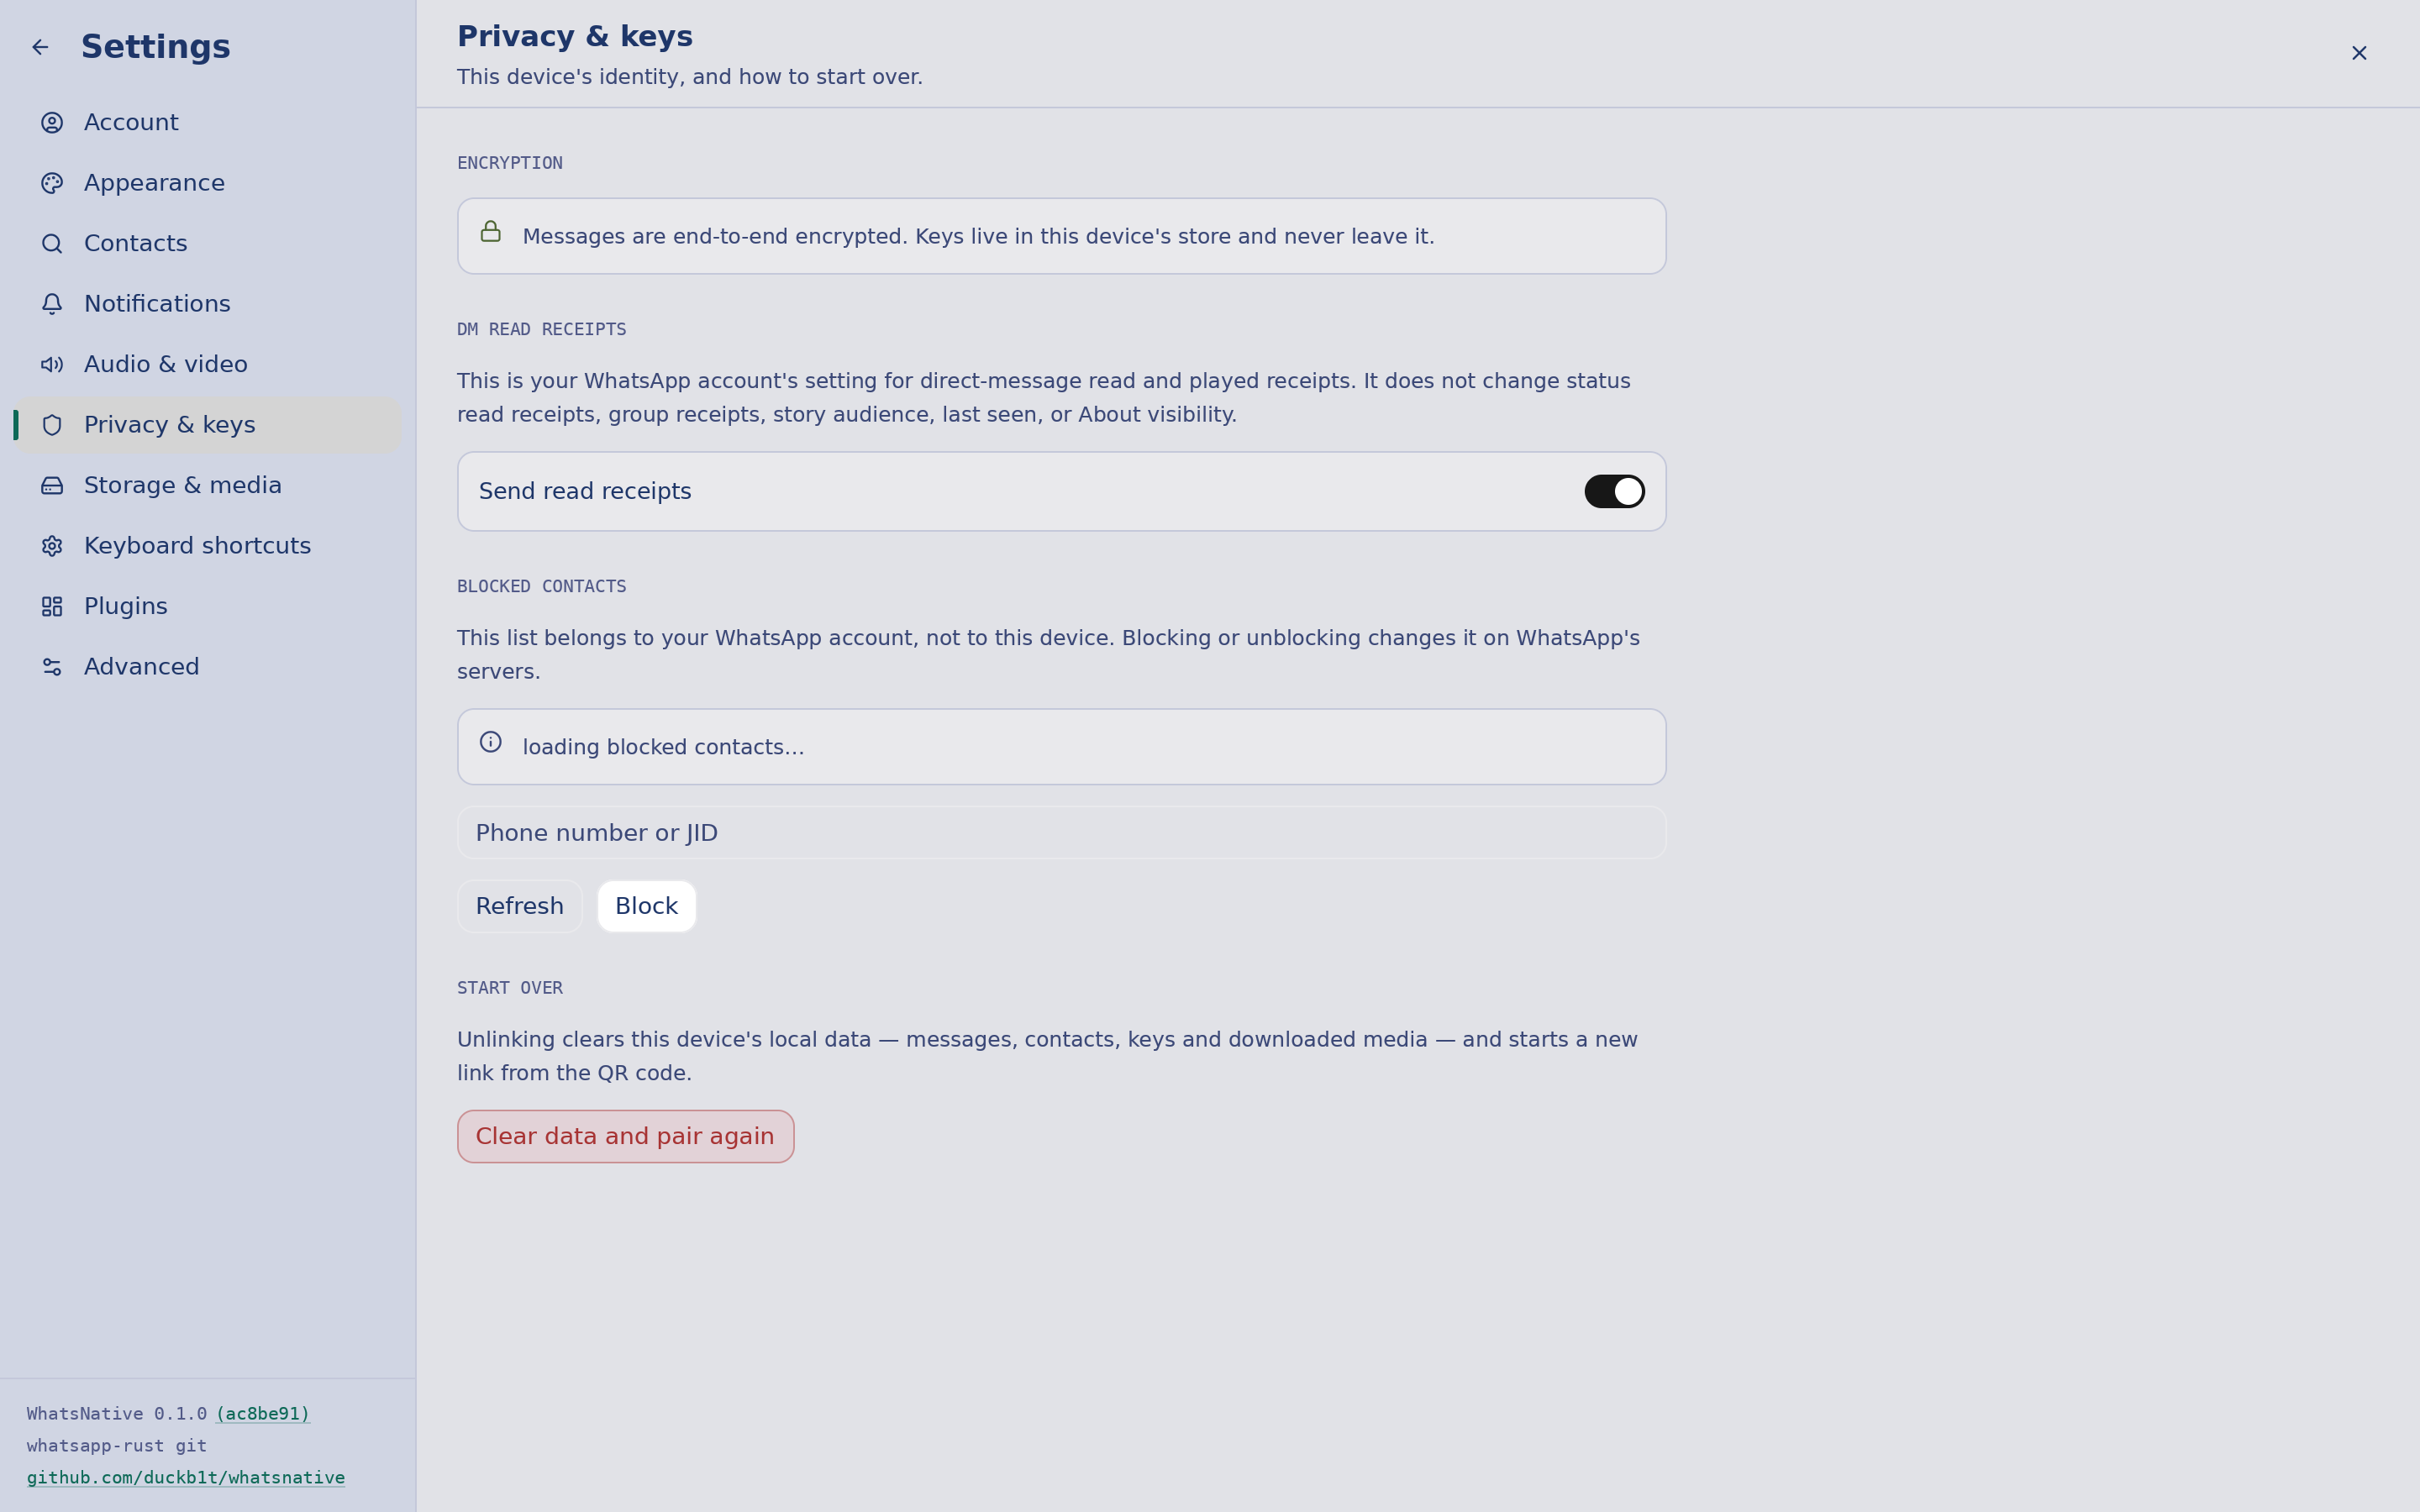 Settings
Account
Appearance
Contacts
Notifications
Audio & video
Privacy & keys
Storage & media
Keyboard shortcuts
Plugins
Advanced
WhatsNative 0.1.0 (ac8be91)
whatsapp-rust git
github.com/duckb1t/whatsnative
Privacy & keys
This device's identity, and how to start over.
ENCRYPTION
Messages are end-to-end encrypted. Keys live in this device's store and never leave it.
DM READ RECEIPTS
This is your WhatsApp account's setting for direct-message read and played receipts. It does not change status
read receipts, group receipts, story audience, last seen, or About visibility.
Send read receipts
BLOCKED CONTACTS
This list belongs to your WhatsApp account, not to this device. Blocking or unblocking changes it on WhatsApp's
servers.
loading blocked contacts…
Phone number or JID
Refresh
Block
START OVER
Unlinking clears this device's local data — messages, contacts, keys and downloaded media — and starts a new
link from the QR code.
Clear data and pair again